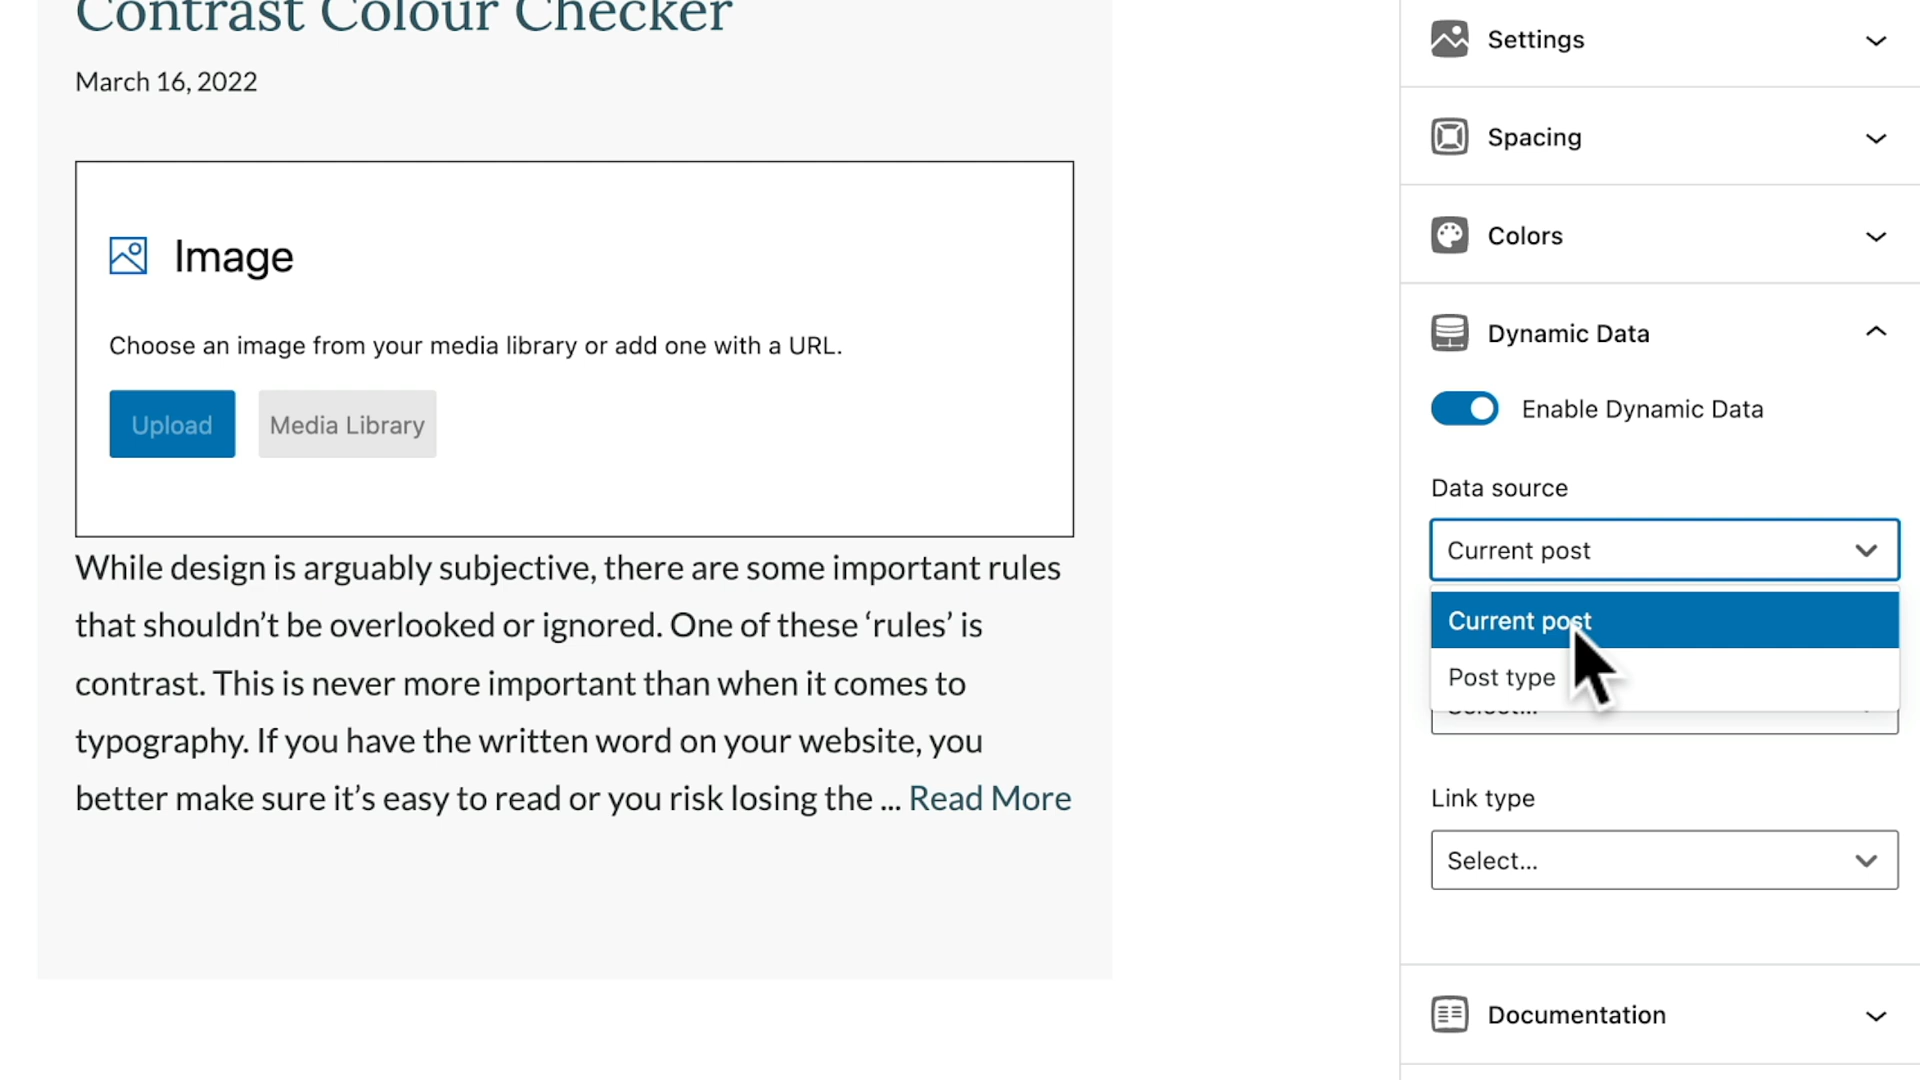 Contrast Colour Checker
March 16, 2022
Image
Choose an image from your media library or add one with a URL.
Upload
Media Library
While design is arguably subjective, there are some important rules
that shouldn’t be overlooked or ignored. One of these ‘rules’ is
contrast. This is never more important than when it comes to
typography. If you have the written word on your website, you
better make sure it’s easy to read or you risk losing the ... Read More
Settings
Spacing
Colors
Dynamic Data
Enable Dynamic Data
Data source
Current post
Current post
Post type
Select...
Link type
Select...
Documentation